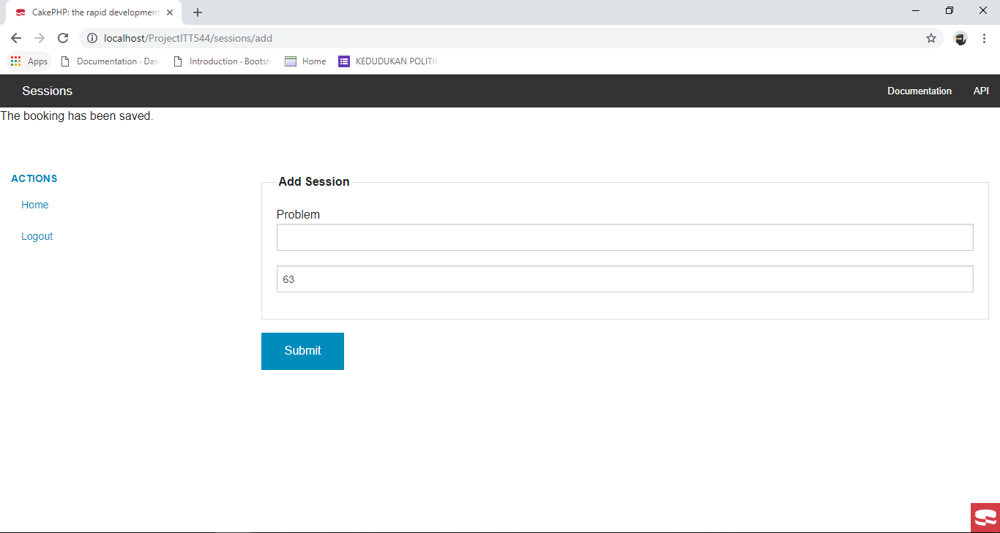 CakePHP: the rapid development
localhost/ProjectITT544/sessions/add
Apps Documentation · Das Introduction · Bootst Home KEDUDUKAN POLITI
Sessions Documentation API
The booking has been saved.
ACTIONS
Home
Logout
Add Session
Problem
63
Submit